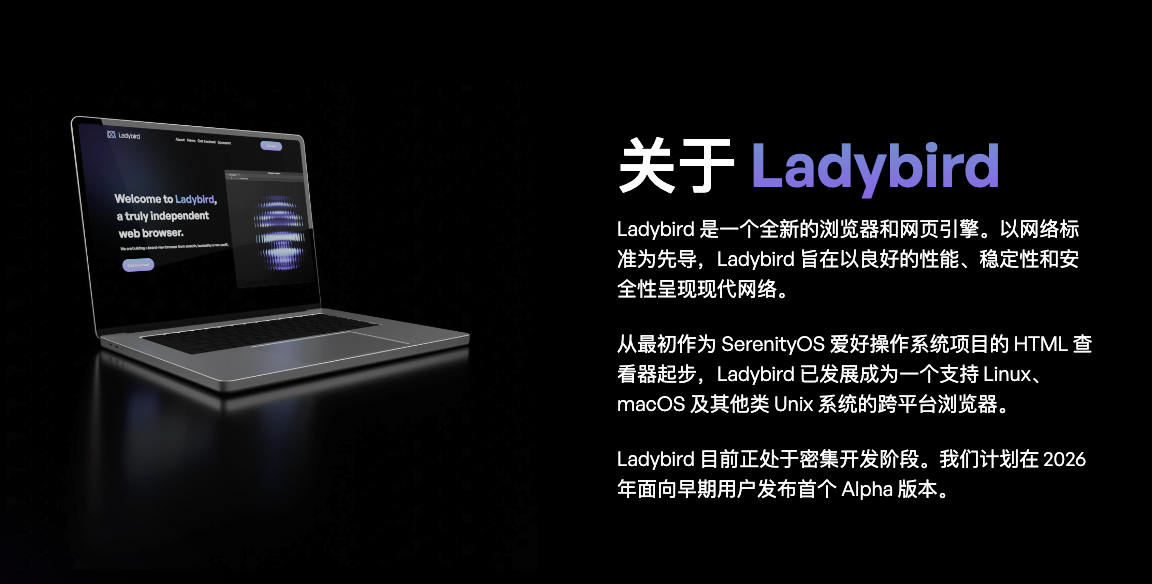 Ladybird
About News Get Involved Sponsors
Welcome to Ladybird,
a truly independent
web browser.
关于 Ladybird
Ladybird 是一个全新的浏览器和网页引擎。以网络标
准为先导，Ladybird 旨在以良好的性能、稳定性和安
全性呈现现代网络。
从最初作为 SerenityOS 爱好操作系统项目的 HTML 查
看器起步，Ladybird 已发展成为一个支持 Linux、
macOS 及其他类 Unix 系统的跨平台浏览器。
Ladybird 目前正处于密集开发阶段。我们计划在 2026
年面向早期用户发布首个 Alpha 版本。